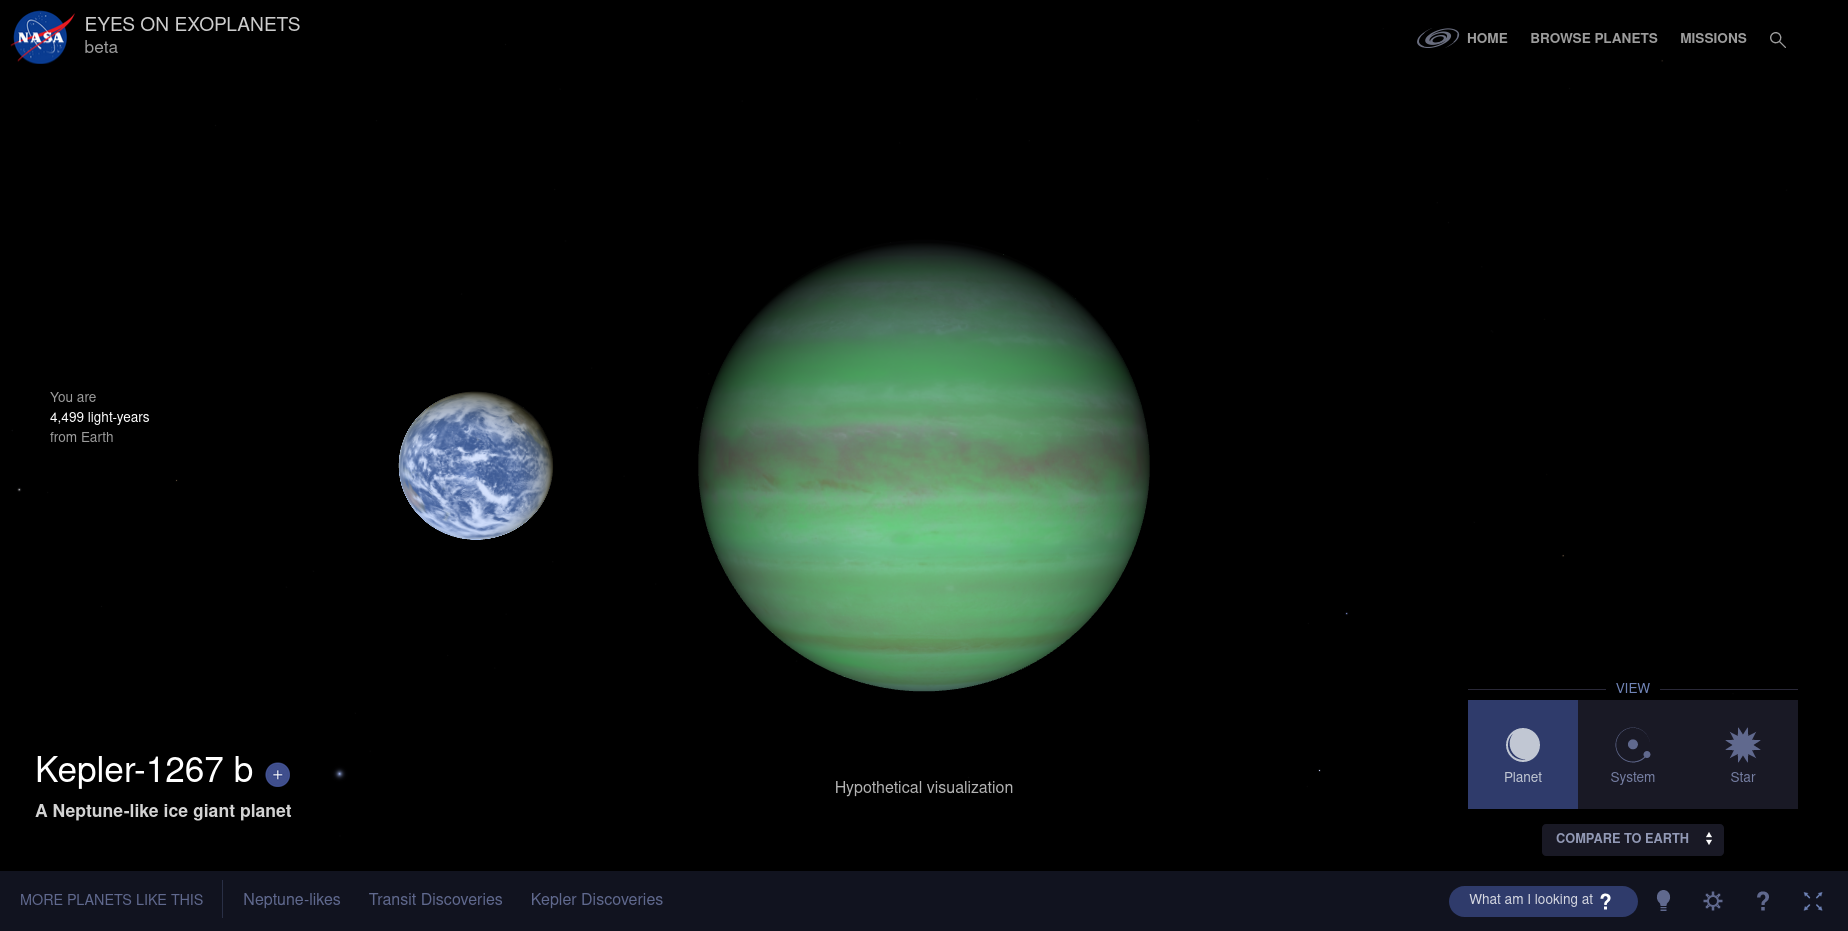 NASA
EYES ON EXOPLANETS
beta
HOME
BROWSE PLANETS
MISSIONS
You are
4,499 light-years
from Earth
Kepler-1267 b +
A Neptune-like ice giant planet
Hypothetical visualization
VIEW
Planet
System
Star
COMPARE TO EARTH
MORE PLANETS LIKE THIS
Neptune-likes
Transit Discoveries
Kepler Discoveries
What am I looking at ?
?